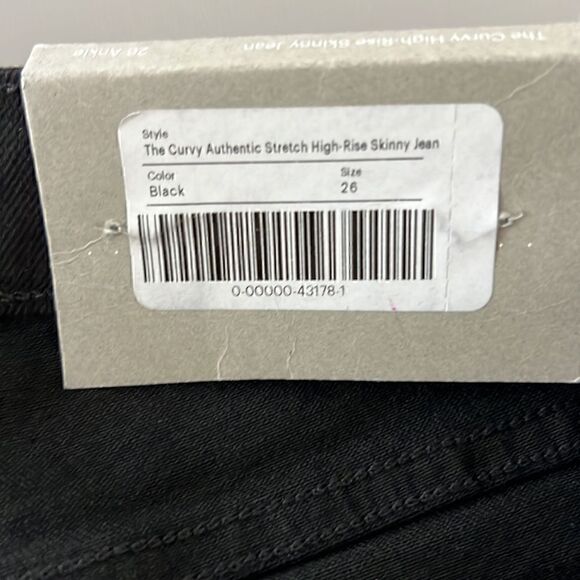 The Curvy High-Rise Skinny Jean
26 Ankle
Style
The Curvy Authentic Stretch High-Rise Skinny Jean
Color Size
Black 26
0-00000-43178-1